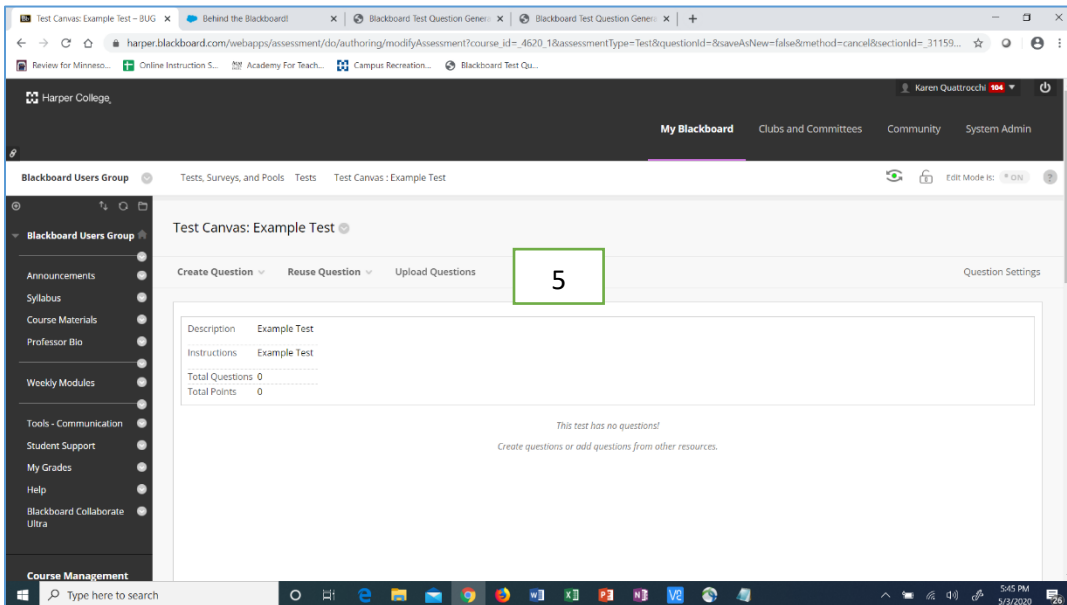 Test Canvas: Example Test – BUG
Behind the Blackboard!
Blackboard Test Question Genera
Blackboard Test Question Genera
harper.blackboard.com/webapps/assessment/do/authoring/modifyAssessment?course_id=_4620_1&assessmentType=Test&questionId=&saveAsNew=false&method=cancel&sectionId=_31159...
Review for Minneso... Online Instruction S... Academy For Teach... Campus Recreation... Blackboard Test Qu...
Harper College
Karen Quattrocchi 104
My Blackboard Clubs and Committees Community System Admin
Blackboard Users Group
Tests, Surveys, and Pools Tests Test Canvas : Example Test
Edit Mode is: ON ?
Blackboard Users Group
Announcements
Syllabus
Course Materials
Professor Bio
Weekly Modules
Tools - Communication
Student Support
My Grades
Help
Blackboard Collaborate
Ultra
Course Management
Test Canvas: Example Test
Create Question Reuse Question Upload Questions
5
Question Settings
Description Example Test
Instructions Example Test
Total Questions 0
Total Points 0
This test has no questions!
Create questions or add questions from other resources.
Type here to search
5:45 PM
5/3/2020
26